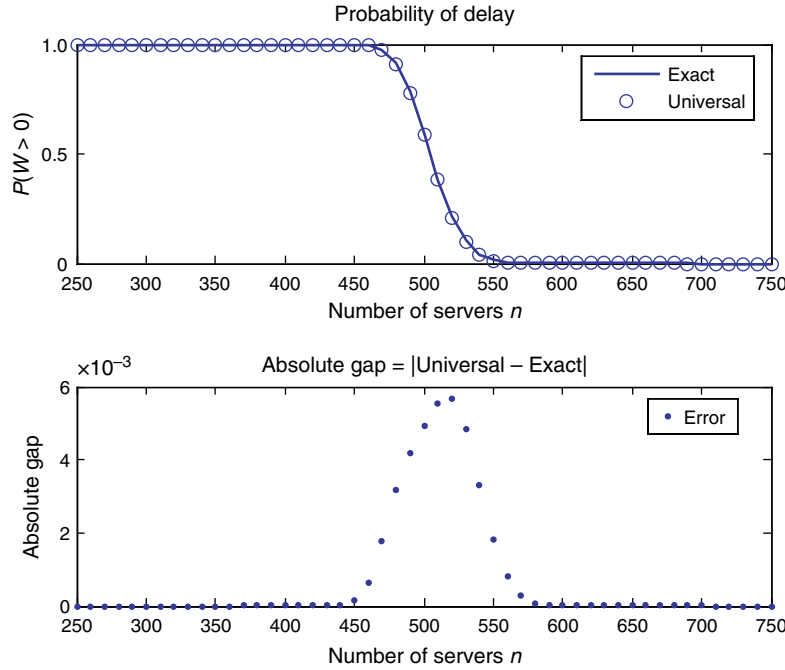 Probability of delay
1.0
0.5
0
P(W > 0)
Exact
Universal
250 300 350 400 450 500 550 600 650 700 750
Number of servers n
×10⁻³
Absolute gap = |Universal – Exact|
6
4
2
0
Absolute gap
Error
250 300 350 400 450 500 550 600 650 700 750
Number of servers n